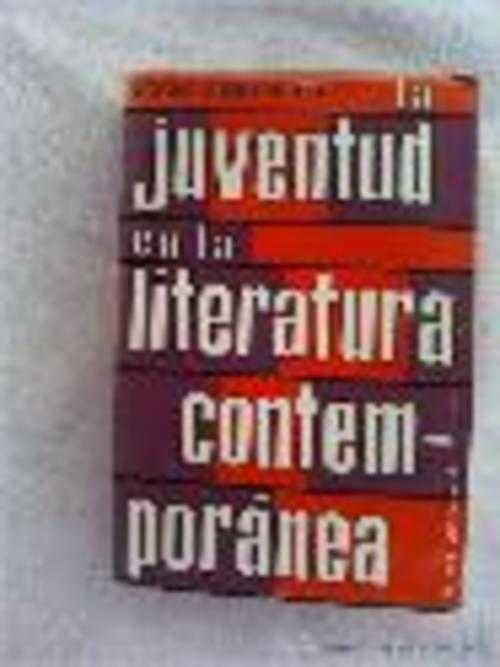 la
juventud
en la
literatura
contem-
poránea